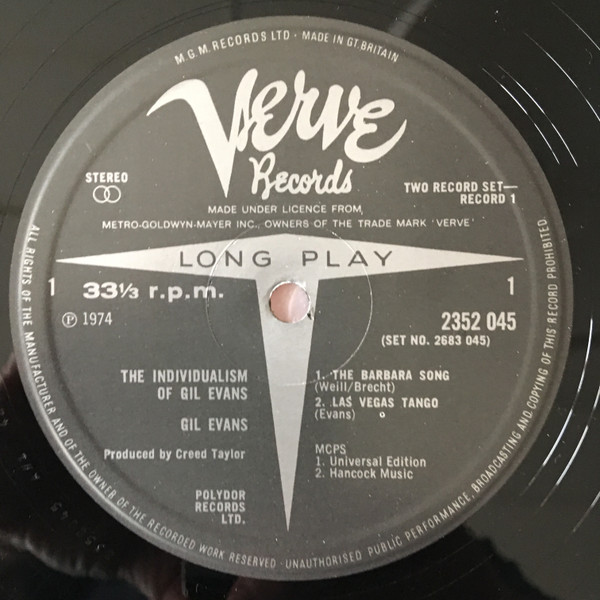 M.G.M. RECORDS LTD · MADE IN GT. BRITAIN
Verve
Records
STEREO
TWO RECORD SET—
RECORD 1
MADE UNDER LICENCE FROM,
METRO-GOLDWYN-MAYER INC., OWNERS OF THE TRADE MARK 'VERVE'
LONG PLAY
1
33⅓ r.p.m.
1
℗ 1974
2352 045
(SET NO. 2683 045)
THE INDIVIDUALISM
OF GIL EVANS
GIL EVANS
Produced by Creed Taylor
POLYDOR
RECORDS
LTD.
1. THE BARBARA SONG
(Weill/Brecht)
2. LAS VEGAS TANGO
(Evans)
MCPS
1. Universal Edition
2. Hancock Music
ALL RIGHTS OF THE MANUFACTURER AND OF THE OWNER OF THE RECORDED WORK RESERVED · UNAUTHORISED PUBLIC PERFORMANCE, BROADCASTING AND COPYING OF THIS RECORD PROHIBITED